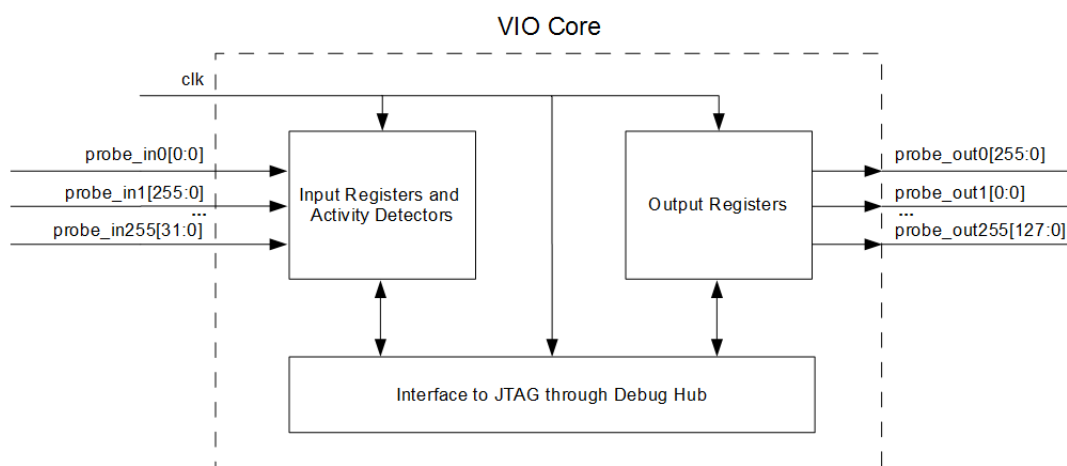 VIO Core
clk
probe_in0[0:0]
probe_in1[255:0]
...
probe_in255[31:0]
Input Registers and
Activity Detectors
Output Registers
probe_out0[255:0]
probe_out1[0:0]
...
probe_out255[127:0]
Interface to JTAG through Debug Hub